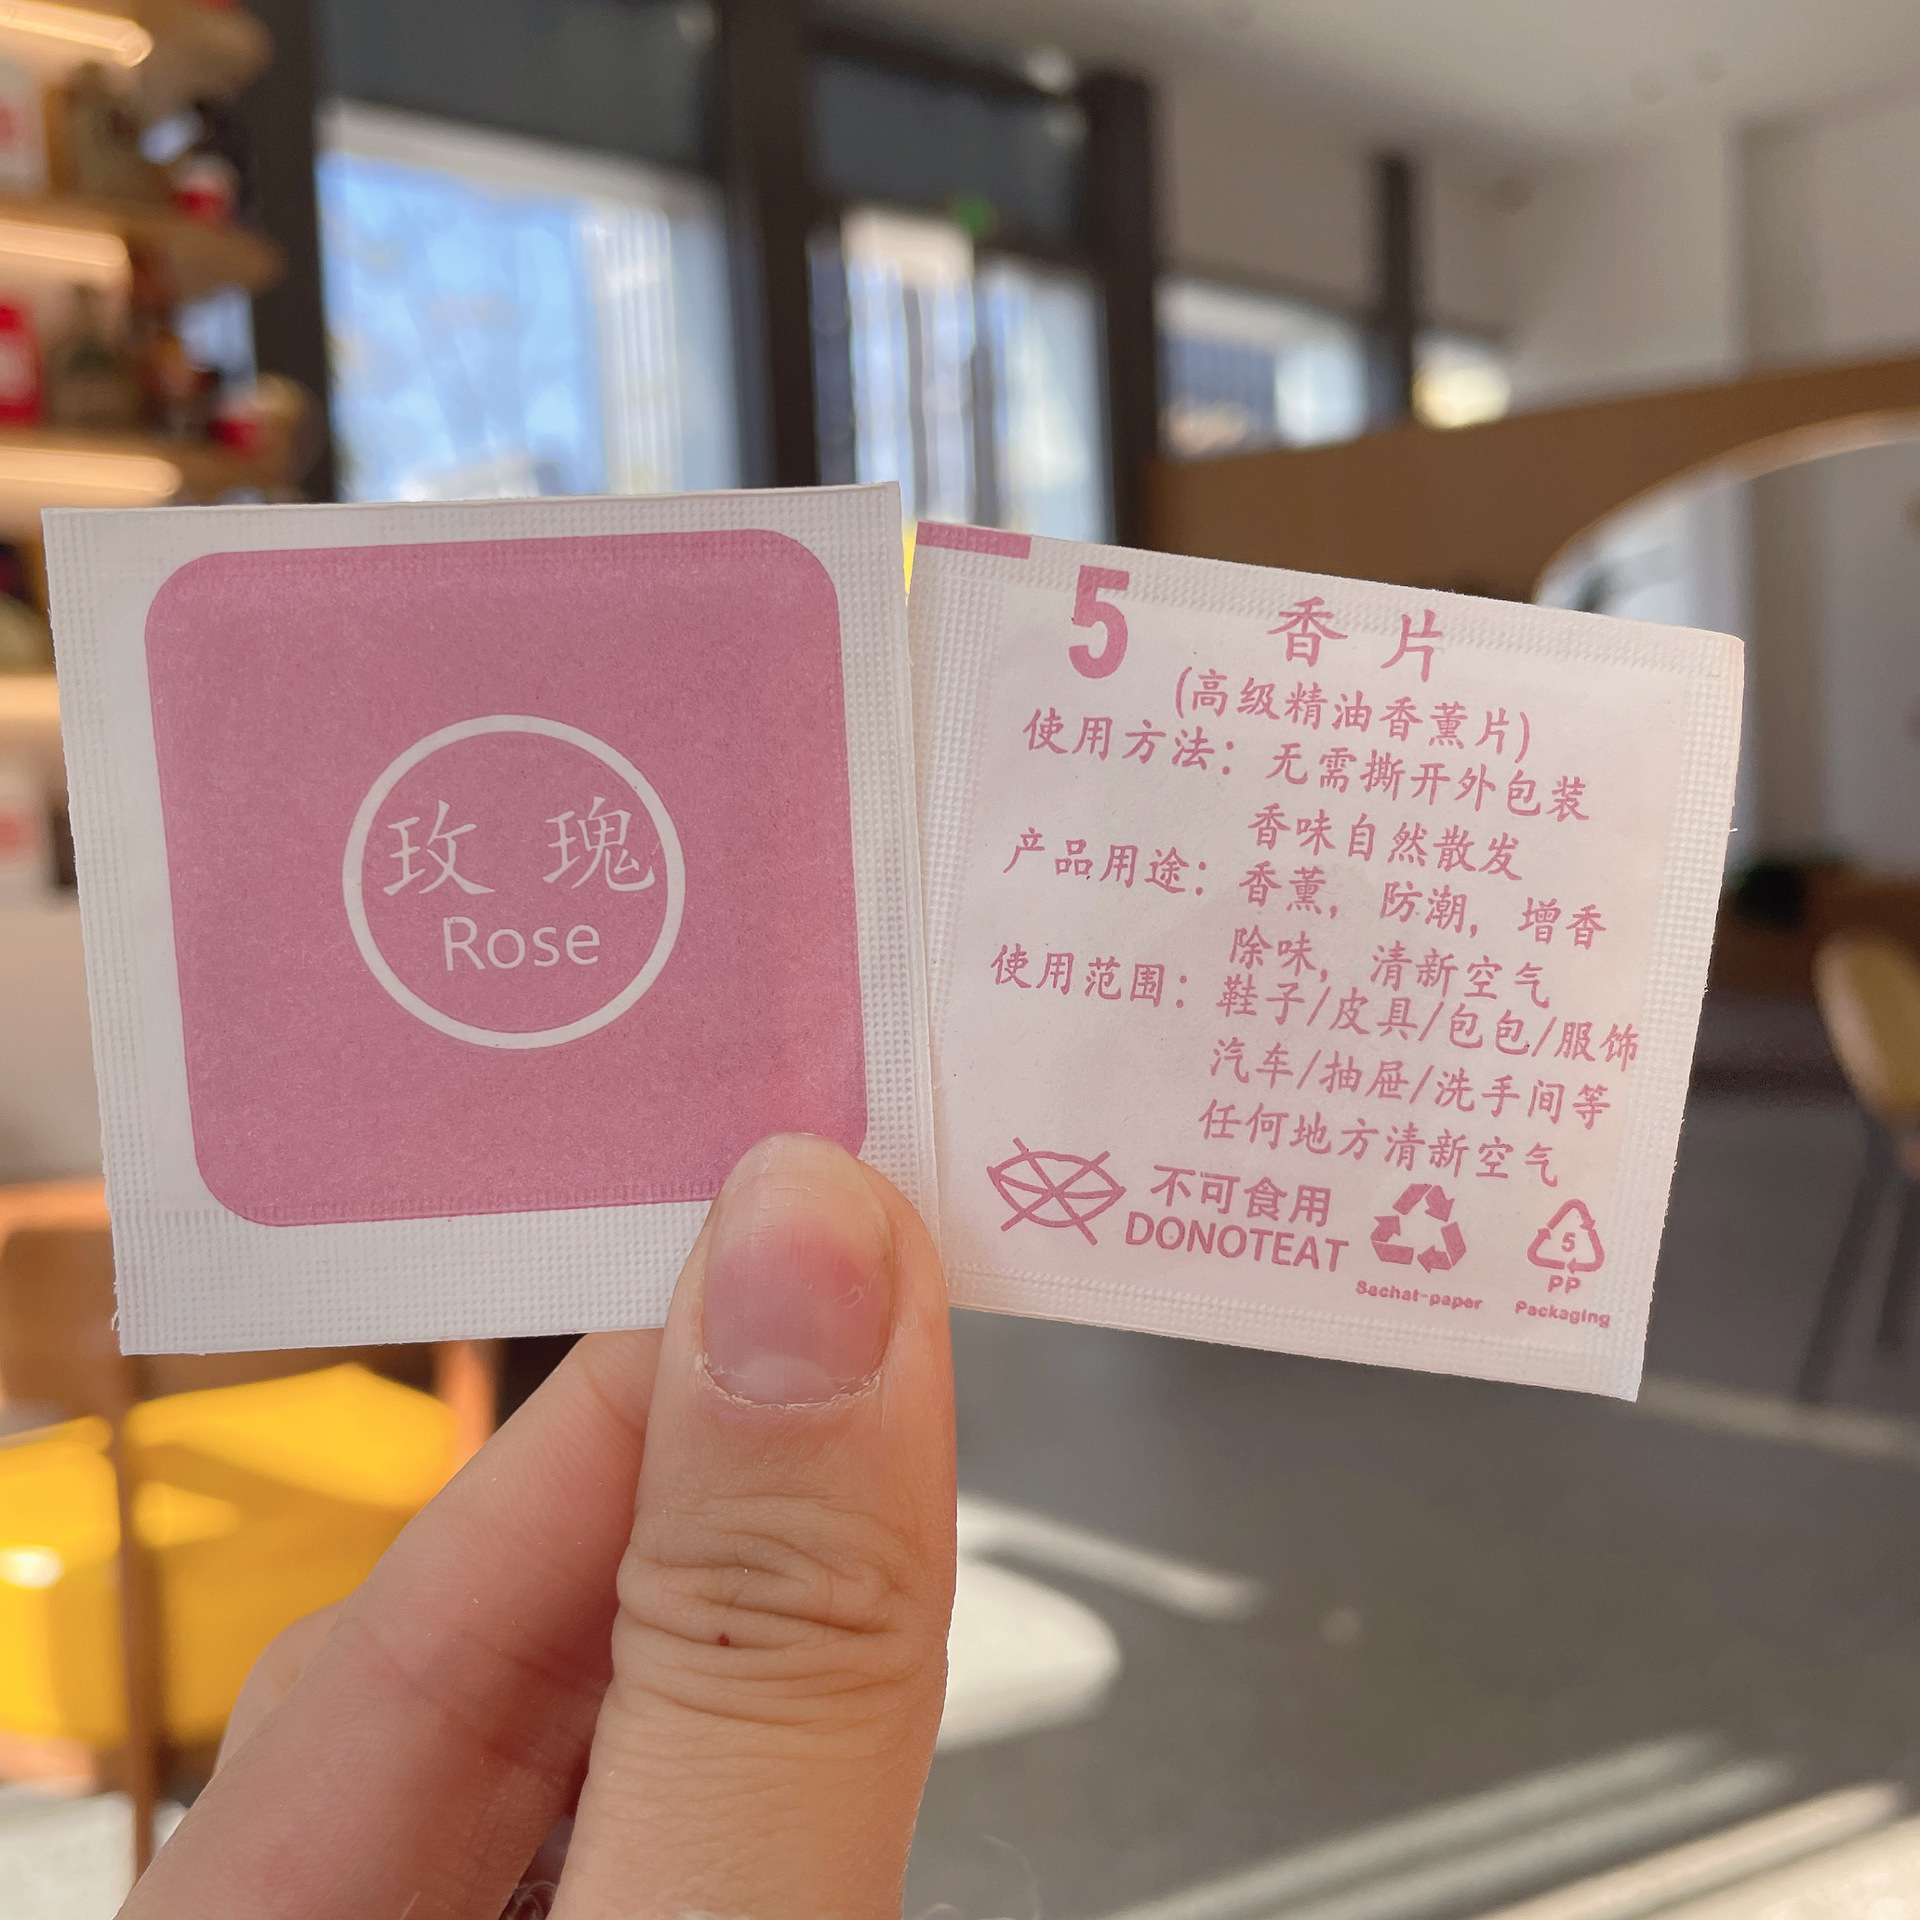 玫瑰
Rose
5
香片
(高级精油香薰片)
使用方法：无需撕开外包装
香味自然散发
产品用途：香薰，防潮，增香
除味，清新空气
使用范围：鞋子/皮具/包包/服饰
汽车/抽屉/洗手间等
任何地方清新空气
不可食用
DONOTEAT
Sachat-paper
5
PP
Packaging